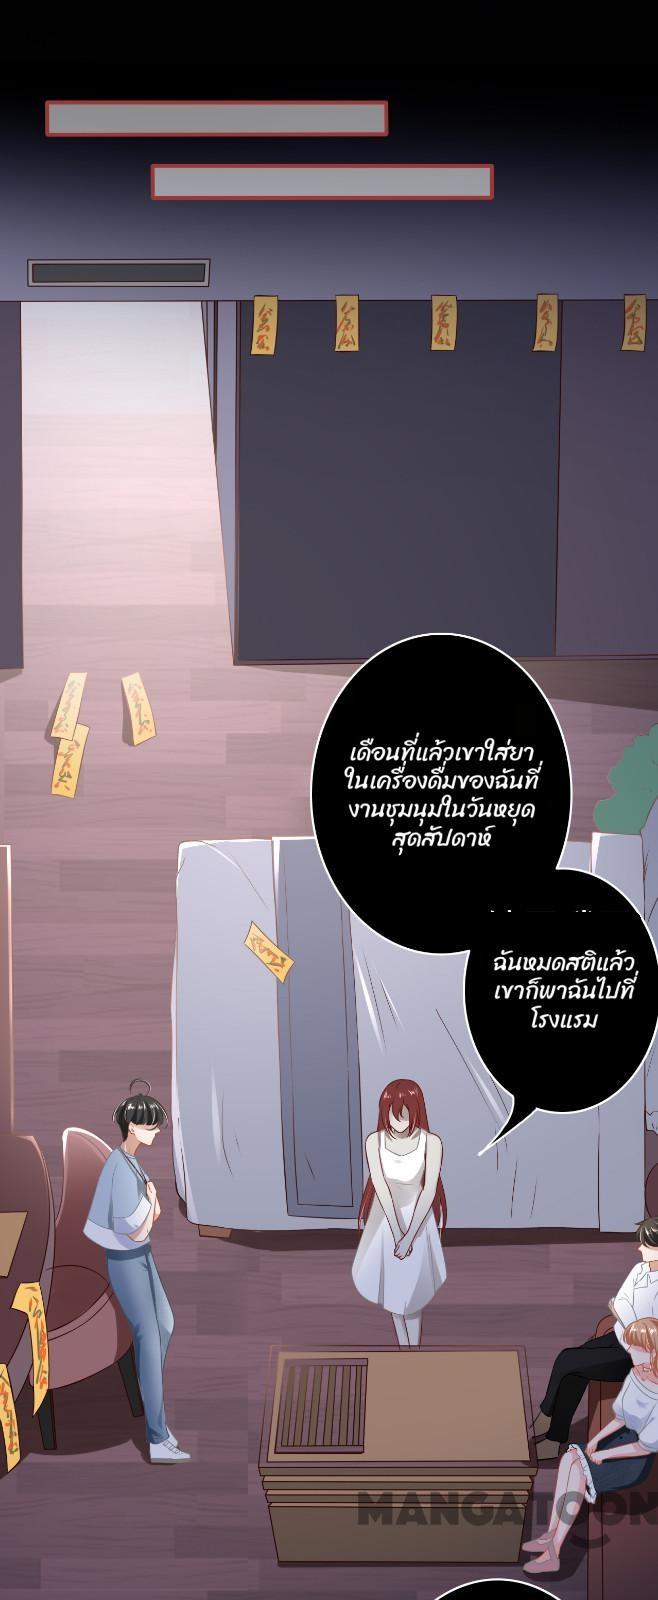 เดือนที่แล้วเขาใส่ยา
ในเครื่องดื่มของฉันที่
งานชุมนุมในวันหยุด
สุดสัปดาห์
ฉันหมดสติแล้ว
เขาก็พาฉันไปที่
โรงแรม
MANGATOON